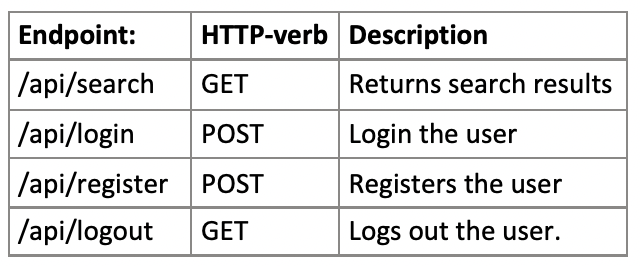 Endpoint: HTTP-verb Description
/api/search GET Returns search results
/api/login POST Login the user
/api/register POST Registers the user
/api/logout GET Logs out the user.